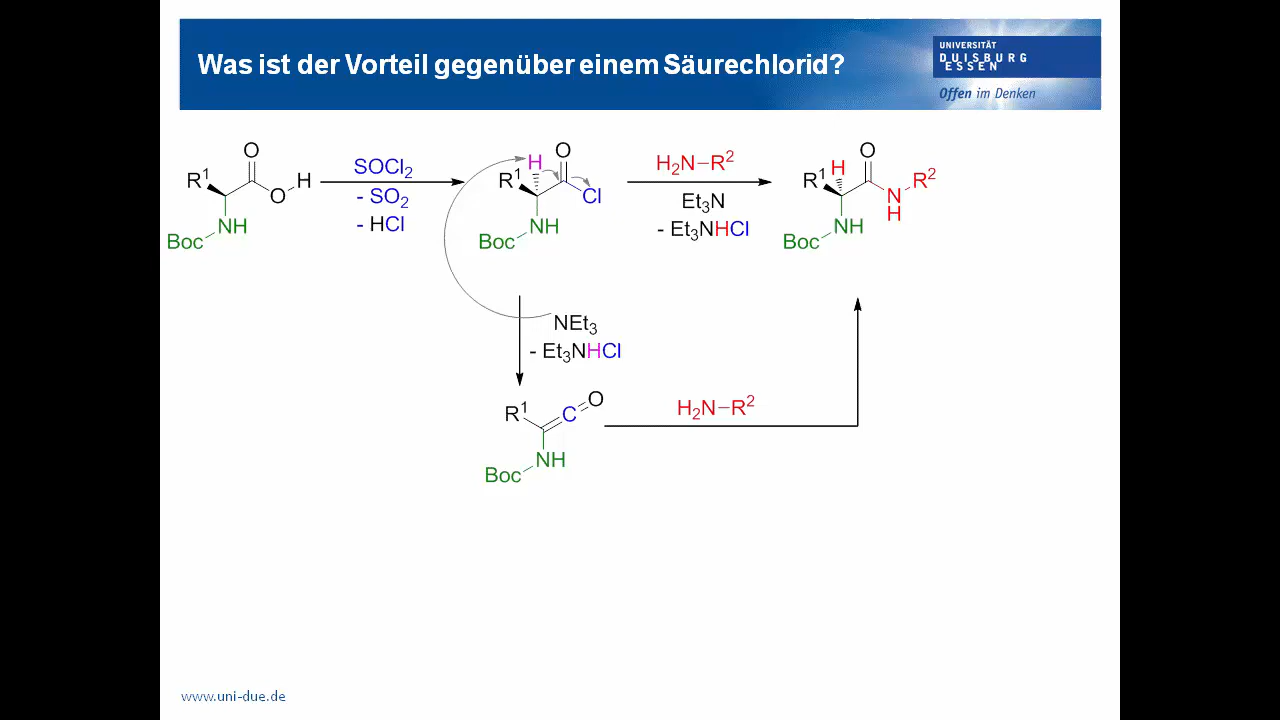 Was ist der Vorteil gegenüber einem Säurechlorid?
UNIVERSITÄT
DUISBURG
ESSEN
Offen im Denken
O
R1
O
H
NH
Boc
SOCl2
- SO2
- HCl
H
O
R1
Cl
NH
Boc
H2N–R2
Et3N
- Et3NHCl
O
R1
H
N
H
R2
NH
Boc
NEt3
- Et3NHCl
R1
C
O
NH
Boc
H2N–R2
www.uni-due.de